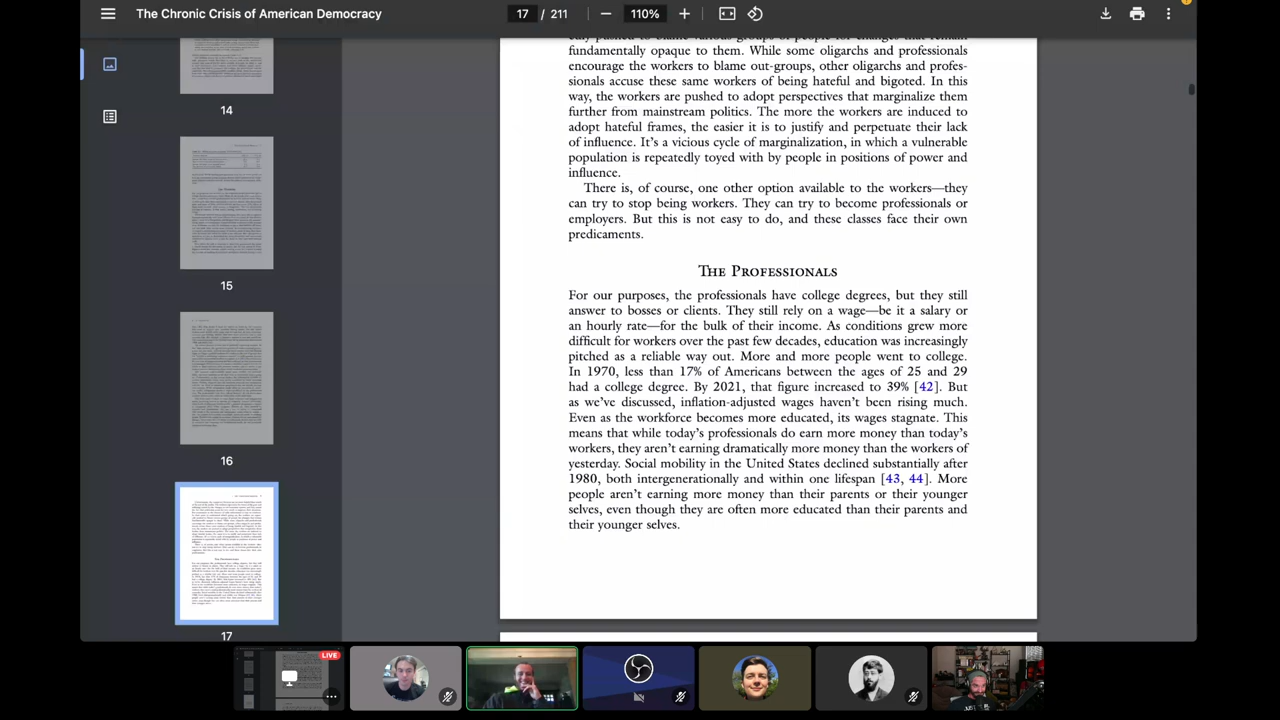 The Chronic Crisis of American Democracy
17 / 211
110%
fundamentally value to them. While some oligarchs and professionals
encourage the workers to blame out-groups, other oligarchs and profes-
sionals accuse these same workers of being hateful and bigoted. In this
way, the workers are pushed to adopt perspectives that marginalize them
further from mainstream politics. The more the workers are induced to
adopt hateful frames, the easier it is to justify and perpetuate their lack
of influence. It's a vicious cycle of marginalization, in which a vulnerable
population is cruelly toyed with by people in positions of power and
influence.
There is, of course, one other option available to the workers—they
can try to stop being workers. They can try to become professionals or
employers. But this is not easy to do, and these classes face their own
predicaments.
The Professionals
For our purposes, the professionals have college degrees, but they still
answer to bosses or clients. They still rely on a wage—be it a salary or
an hourly rate—for the bulk of their income. As conditions grew more
difficult for workers over the past few decades, education was increasingly
pitched as the one way out. More and more people went to college.
In 1970, less than 17% of Americans between the ages of 25 and 29
had a college degree. By 2021, that figure increased to 39% [42]. But
as we've discussed, inflation-adjusted wages haven't been rising much.
Even as the workforce becomes more educated, its wages stagnate. This
means that while today's professionals do earn more money than today's
workers, they aren't earning dramatically more money than the workers of
yesterday. Social mobility in the United States declined substantially after
1980, both intergenerationally and within one lifespan [43, 44]. More
people aren't making more money than their parents or their younger
selves, even though they are often more educated than their parents and
their younger selves.
14
15
16
17
LIVE